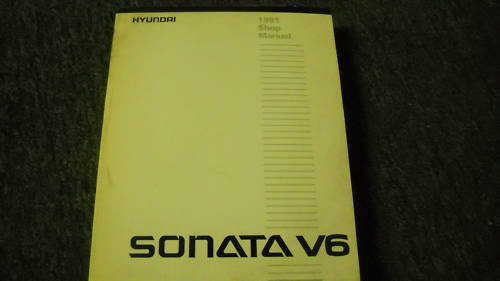 HYUNDAI
1991
Shop
Manual
SONATA V6